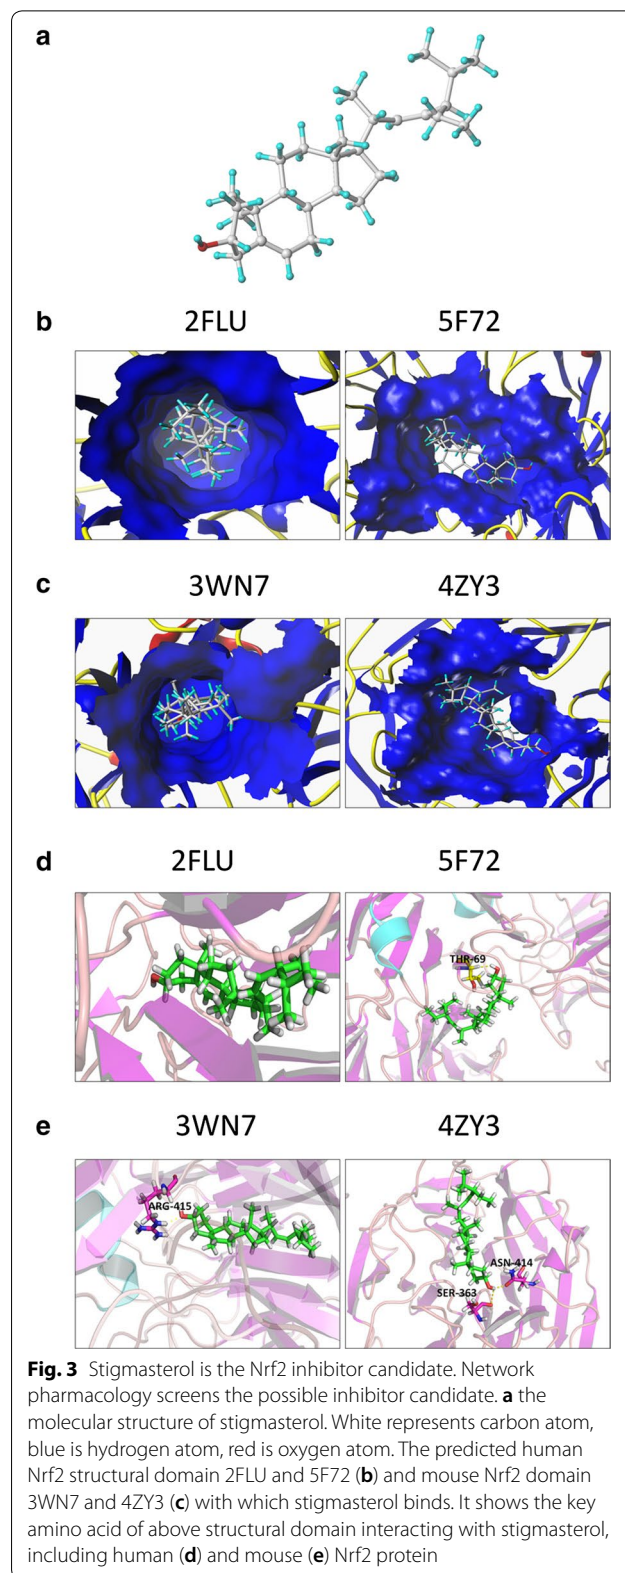 a
b
2FLU 5F72
c
3WN7 4ZY3
d
2FLU 5F72
THR-69
e
3WN7 4ZY3
ARG-415
ASN-414
SER-363
Fig. 3 Stigmasterol is the Nrf2 inhibitor candidate. Network
pharmacology screens the possible inhibitor candidate. a the
molecular structure of stigmasterol. White represents carbon atom,
blue is hydrogen atom, red is oxygen atom. The predicted human
Nrf2 structural domain 2FLU and 5F72 (b) and mouse Nrf2 domain
3WN7 and 4ZY3 (c) with which stigmasterol binds. It shows the key
amino acid of above structural domain interacting with stigmasterol,
including human (d) and mouse (e) Nrf2 protein